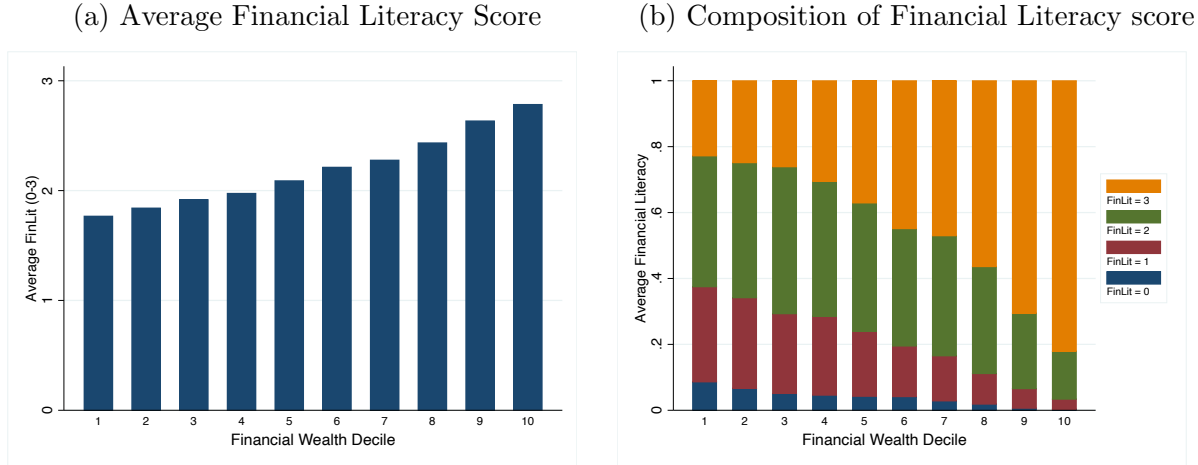 (a) Average Financial Literacy Score
Average FinLit (0-3)
3
2
1
0
1 2 3 4 5 6 7 8 9 10
Financial Wealth Decile
(b) Composition of Financial Literacy score
Average Financial Literacy
1
.8
.6
.4
.2
0
1 2 3 4 5 6 7 8 9 10
Financial Wealth Decile
FinLit = 3
FinLit = 2
FinLit = 1
FinLit = 0